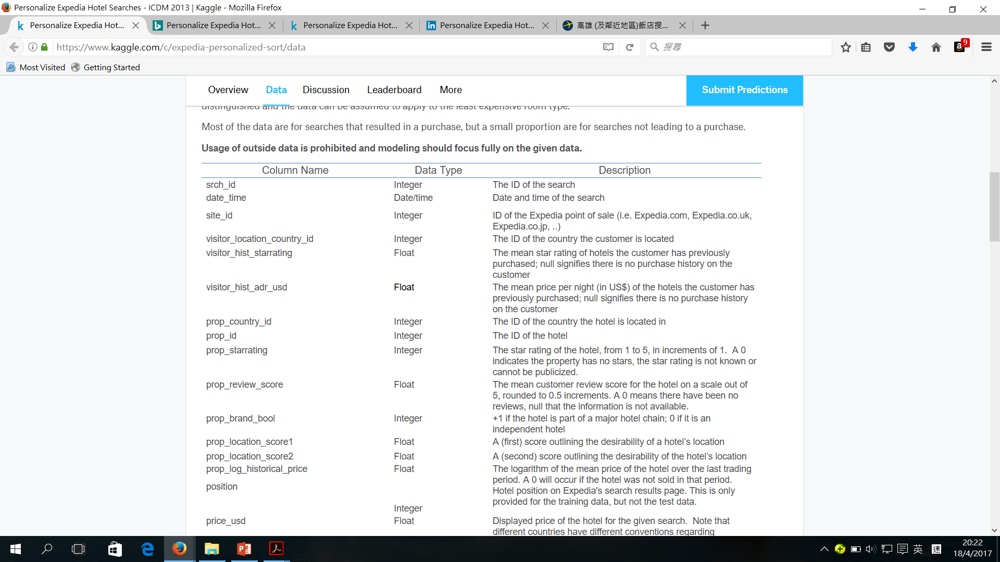 Personalize Expedia Hotel Searches - ICDM 2013 | Kaggle - Mozilla Firefox
Personalize Expedia Hot...
Personalize Expedia Hot...
Personalize Expedia Hot...
Personalize Expedia Hot...
高雄 (及鄰近地區)飯店搜...
https://www.kaggle.com/c/expedia-personalized-sort/data
搜尋
9
Most Visited
Getting Started
Overview
Data
Discussion
Leaderboard
More
Submit Predictions
distinguished and the data can be assumed to apply to the least expensive room type.
Most of the data are for searches that resulted in a purchase, but a small proportion are for searches not leading to a purchase.
Usage of outside data is prohibited and modeling should focus fully on the given data.
Column Name Data Type Description
srch_id Integer The ID of the search
date_time Date/time Date and time of the search
site_id Integer ID of the Expedia point of sale (i.e. Expedia.com, Expedia.co.uk,
Expedia.co.jp, ..)
visitor_location_country_id Integer The ID of the country the customer is located
visitor_hist_starrating Float The mean star rating of hotels the customer has previously
purchased; null signifies there is no purchase history on the
customer
visitor_hist_adr_usd Float The mean price per night (in US$) of the hotels the customer has
previously purchased; null signifies there is no purchase history
on the customer
prop_country_id Integer The ID of the country the hotel is located in
prop_id Integer The ID of the hotel
prop_starrating Integer The star rating of the hotel, from 1 to 5, in increments of 1.  A 0
indicates the property has no stars, the star rating is not known or
cannot be publicized.
prop_review_score Float The mean customer review score for the hotel on a scale out of
5, rounded to 0.5 increments. A 0 means there have been no
reviews, null that the information is not available.
prop_brand_bool Integer +1 if the hotel is part of a major hotel chain; 0 if it is an
independent hotel
prop_location_score1 Float A (first) score outlining the desirability of a hotel’s location
prop_location_score2 Float A (second) score outlining the desirability of the hotel’s location
prop_log_historical_price Float The logarithm of the mean price of the hotel over the last trading
period. A 0 will occur if the hotel was not sold in that period.
position Hotel position on Expedia's search results page. This is only
provided for the training data, but not the test data.
Integer
price_usd Float Displayed price of the hotel for the given search.  Note that
different countries have different conventions regarding
英
速
20:22
18/4/2017